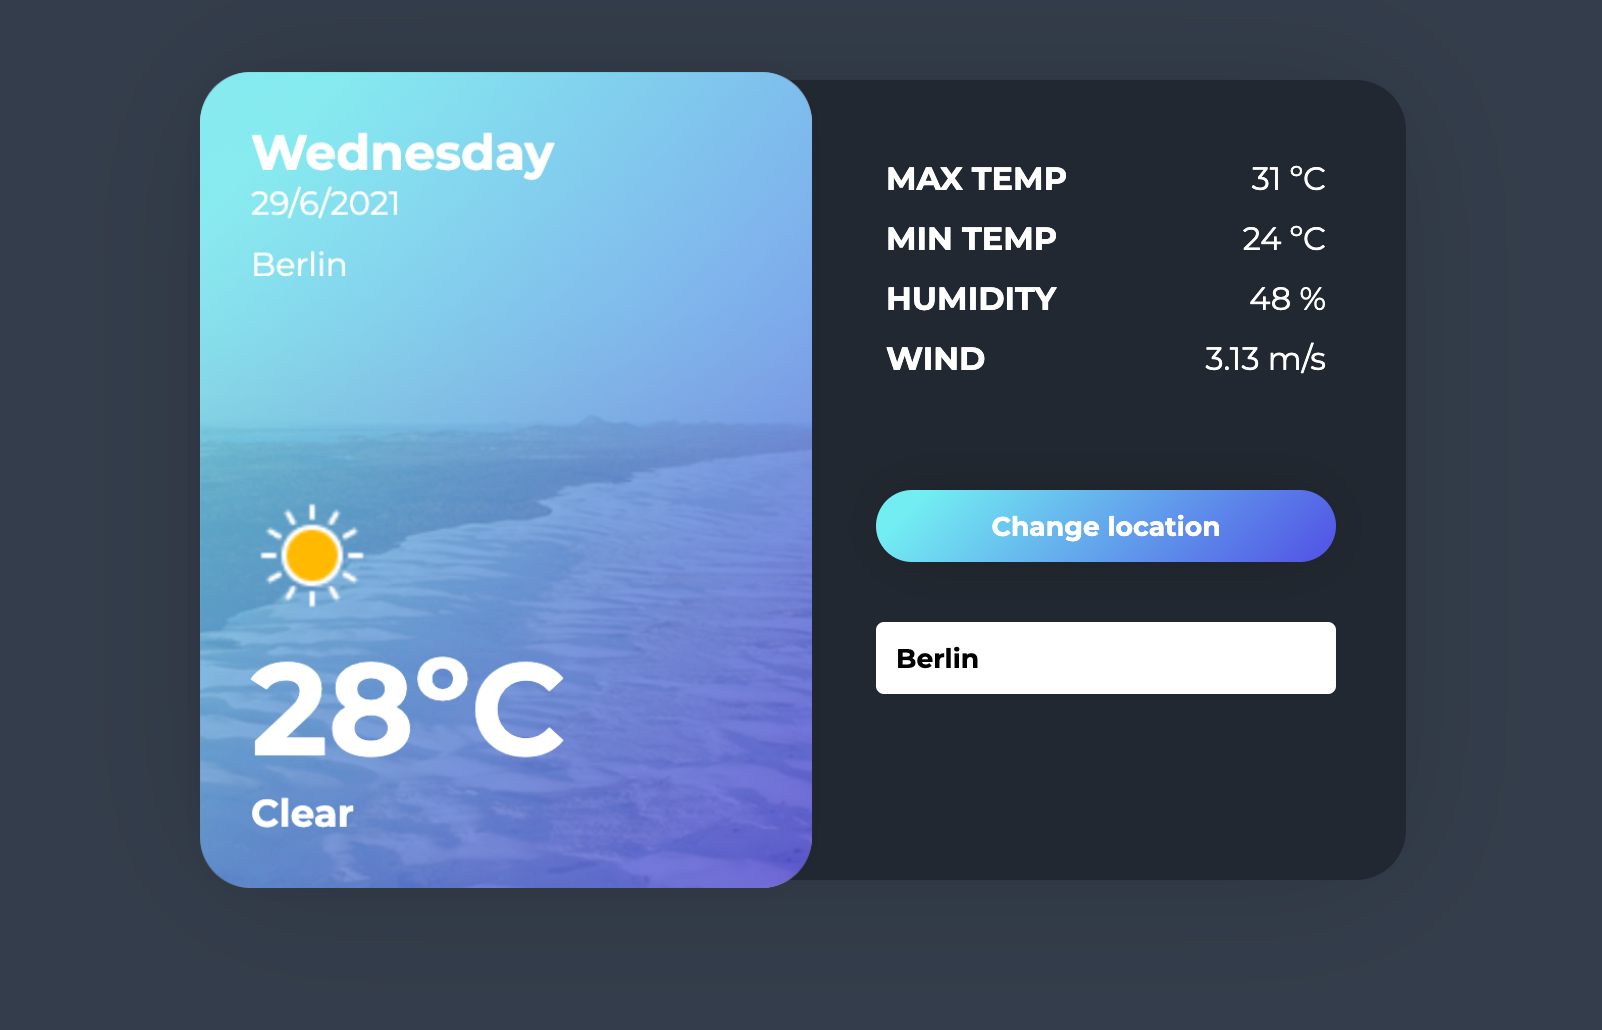 Wednesday
29/6/2021
Berlin
28°C
Clear
MAX TEMP 31 °C
MIN TEMP 24 °C
HUMIDITY 48 %
WIND 3.13 m/s
Change location
Berlin